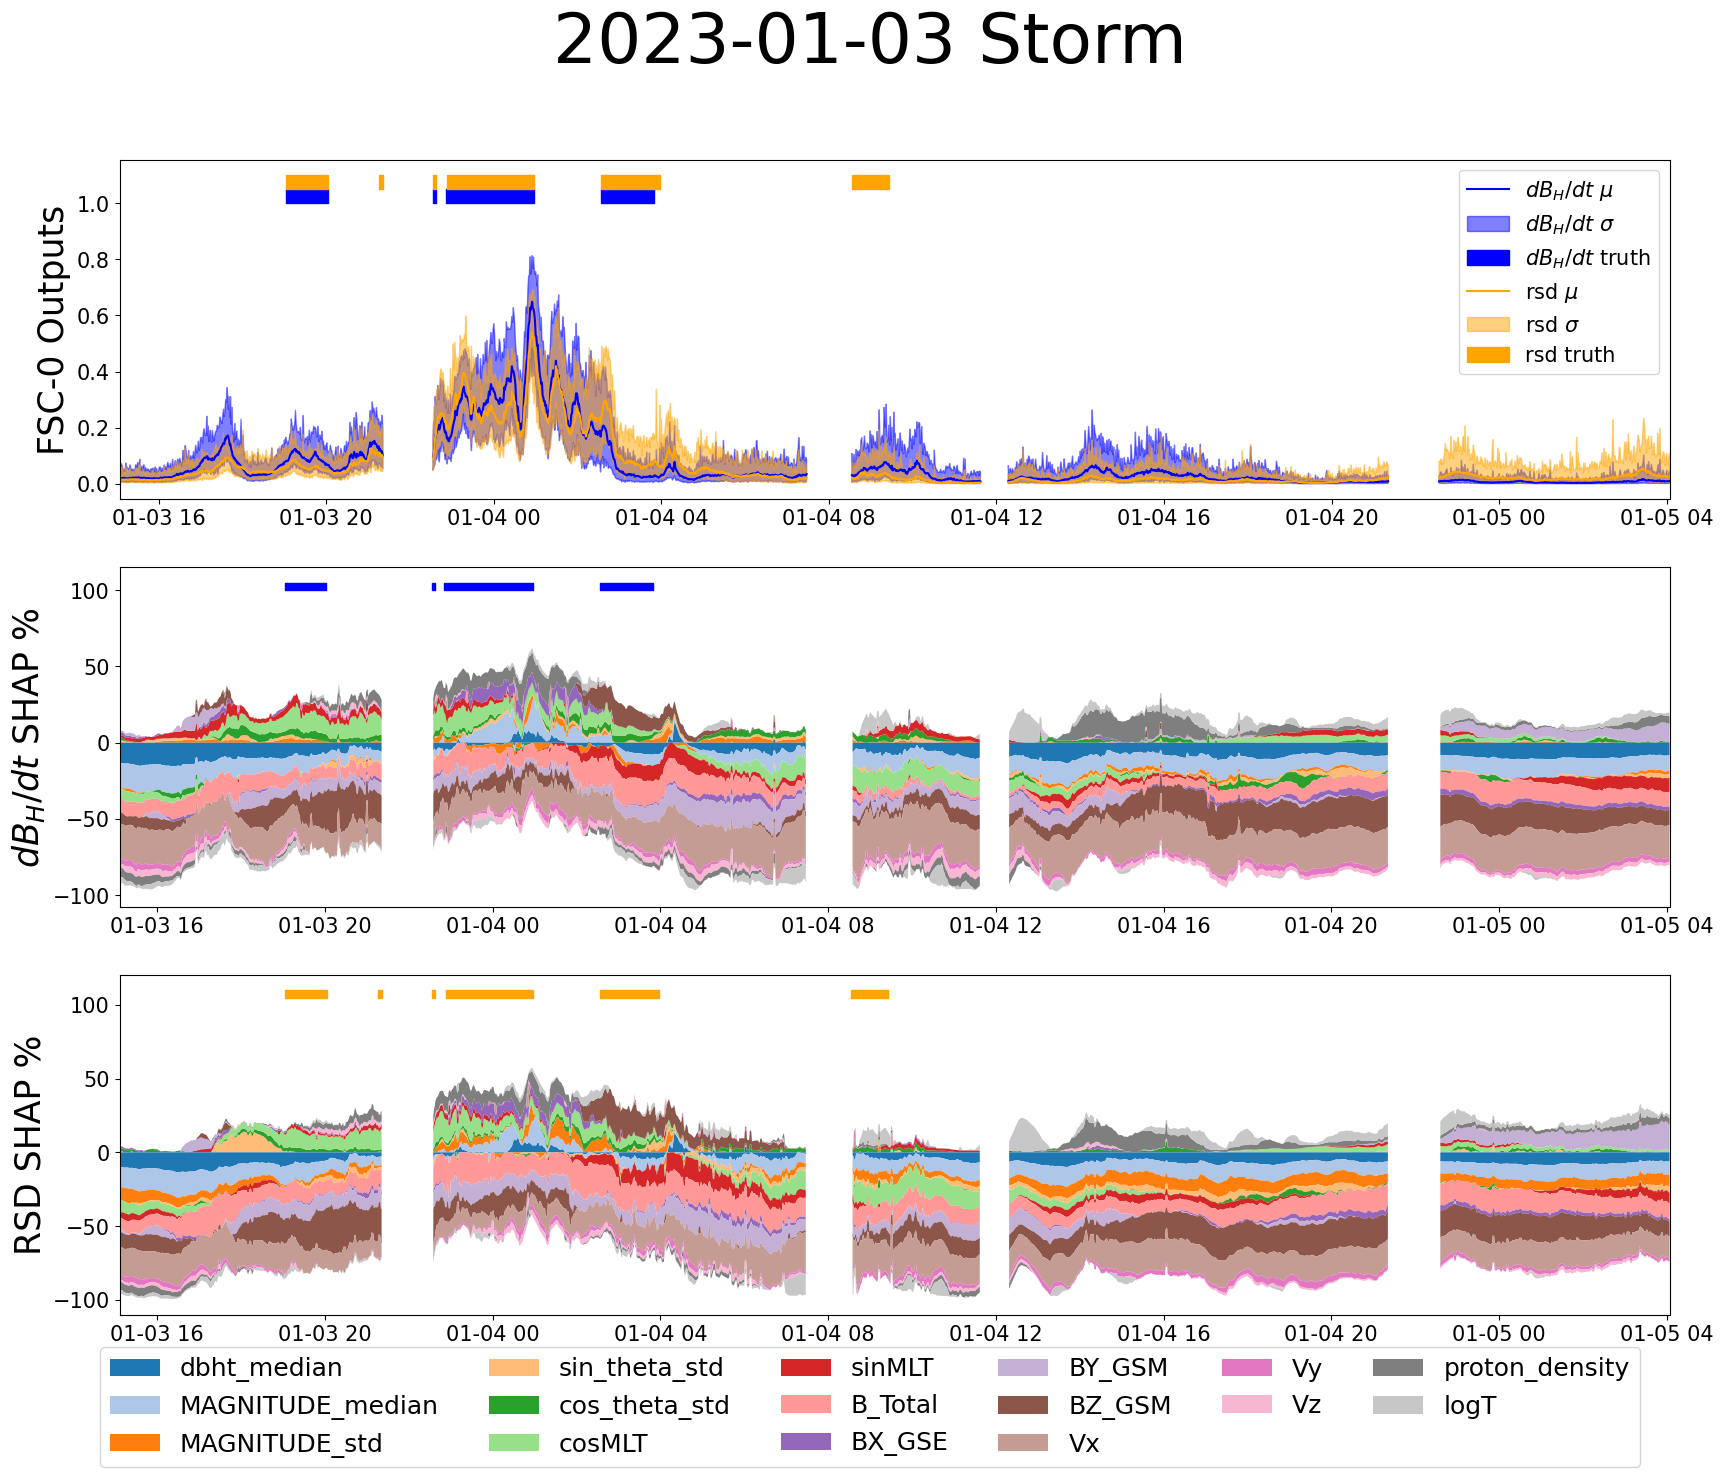 2023-01-03 Storm
FSC-0 Outputs
1.0
0.8
0.6
0.4
0.2
0.0
dB_H/dt μ
dB_H/dt σ
dB_H/dt truth
rsd μ
rsd σ
rsd truth
01-03 16 01-03 20 01-04 00 01-04 04 01-04 08 01-04 12 01-04 16 01-04 20 01-05 00 01-05 04
dB_H/dt SHAP %
100
50
0
−50
−100
01-03 16 01-03 20 01-04 00 01-04 04 01-04 08 01-04 12 01-04 16 01-04 20 01-05 00 01-05 04
RSD SHAP %
100
50
0
−50
−100
01-03 16 01-03 20 01-04 00 01-04 04 01-04 08 01-04 12 01-04 16 01-04 20 01-05 00 01-05 04
dbht_median sin_theta_std sinMLT BY_GSM Vy proton_density
MAGNITUDE_median cos_theta_std B_Total BZ_GSM Vz logT
MAGNITUDE_std cosMLT BX_GSE Vx